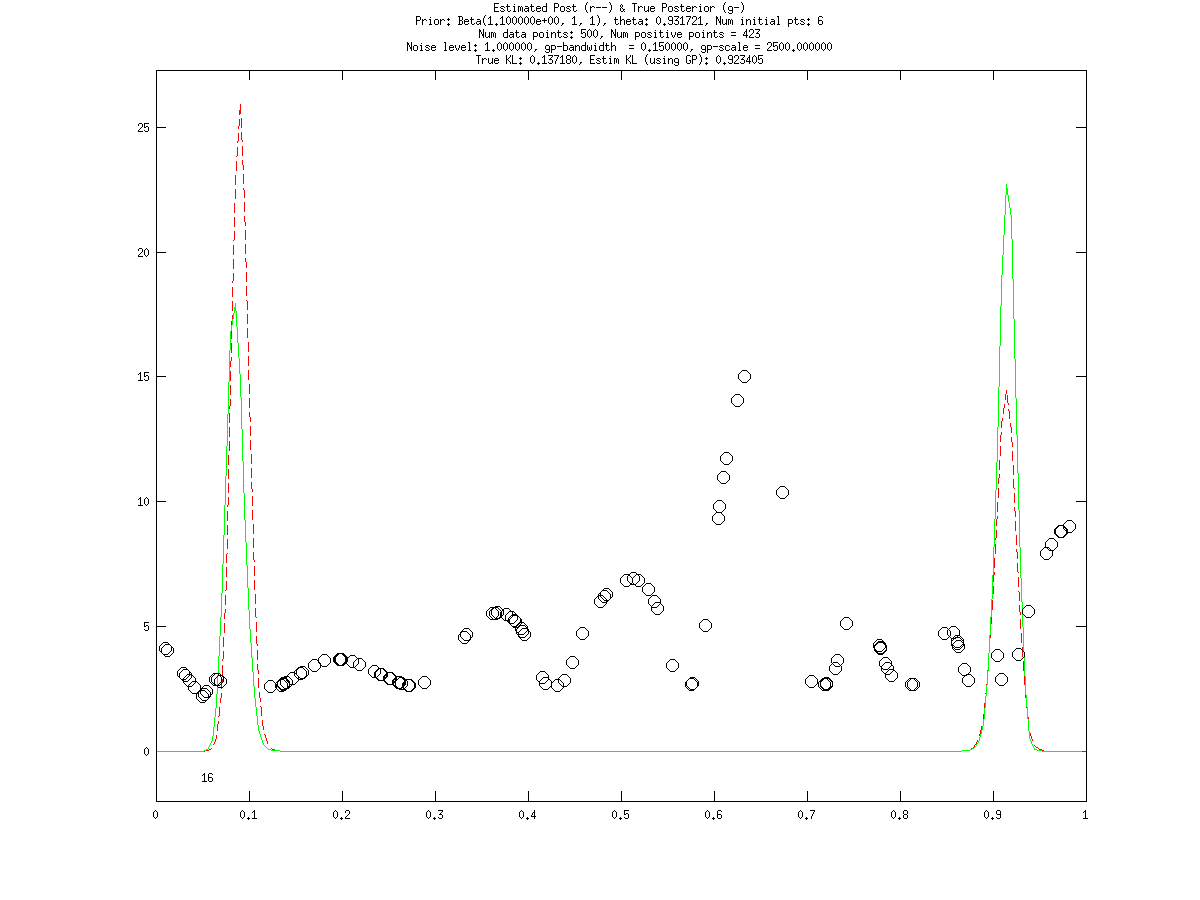 Estimated Post (r--) & True Posterior (g-)
Prior: Beta(1.100000e+00, 1, 1), theta: 0.931721, Num initial pts: 6
Num data points: 500, Num positive points = 423
Noise level: 1.000000, gp-bandwidth  = 0.150000, gp-scale = 2500.000000
True KL: 0.137180, Estim KL (using GP): 0.923405
25
20
15
10
5
0
16
0 0.1 0.2 0.3 0.4 0.5 0.6 0.7 0.8 0.9 1